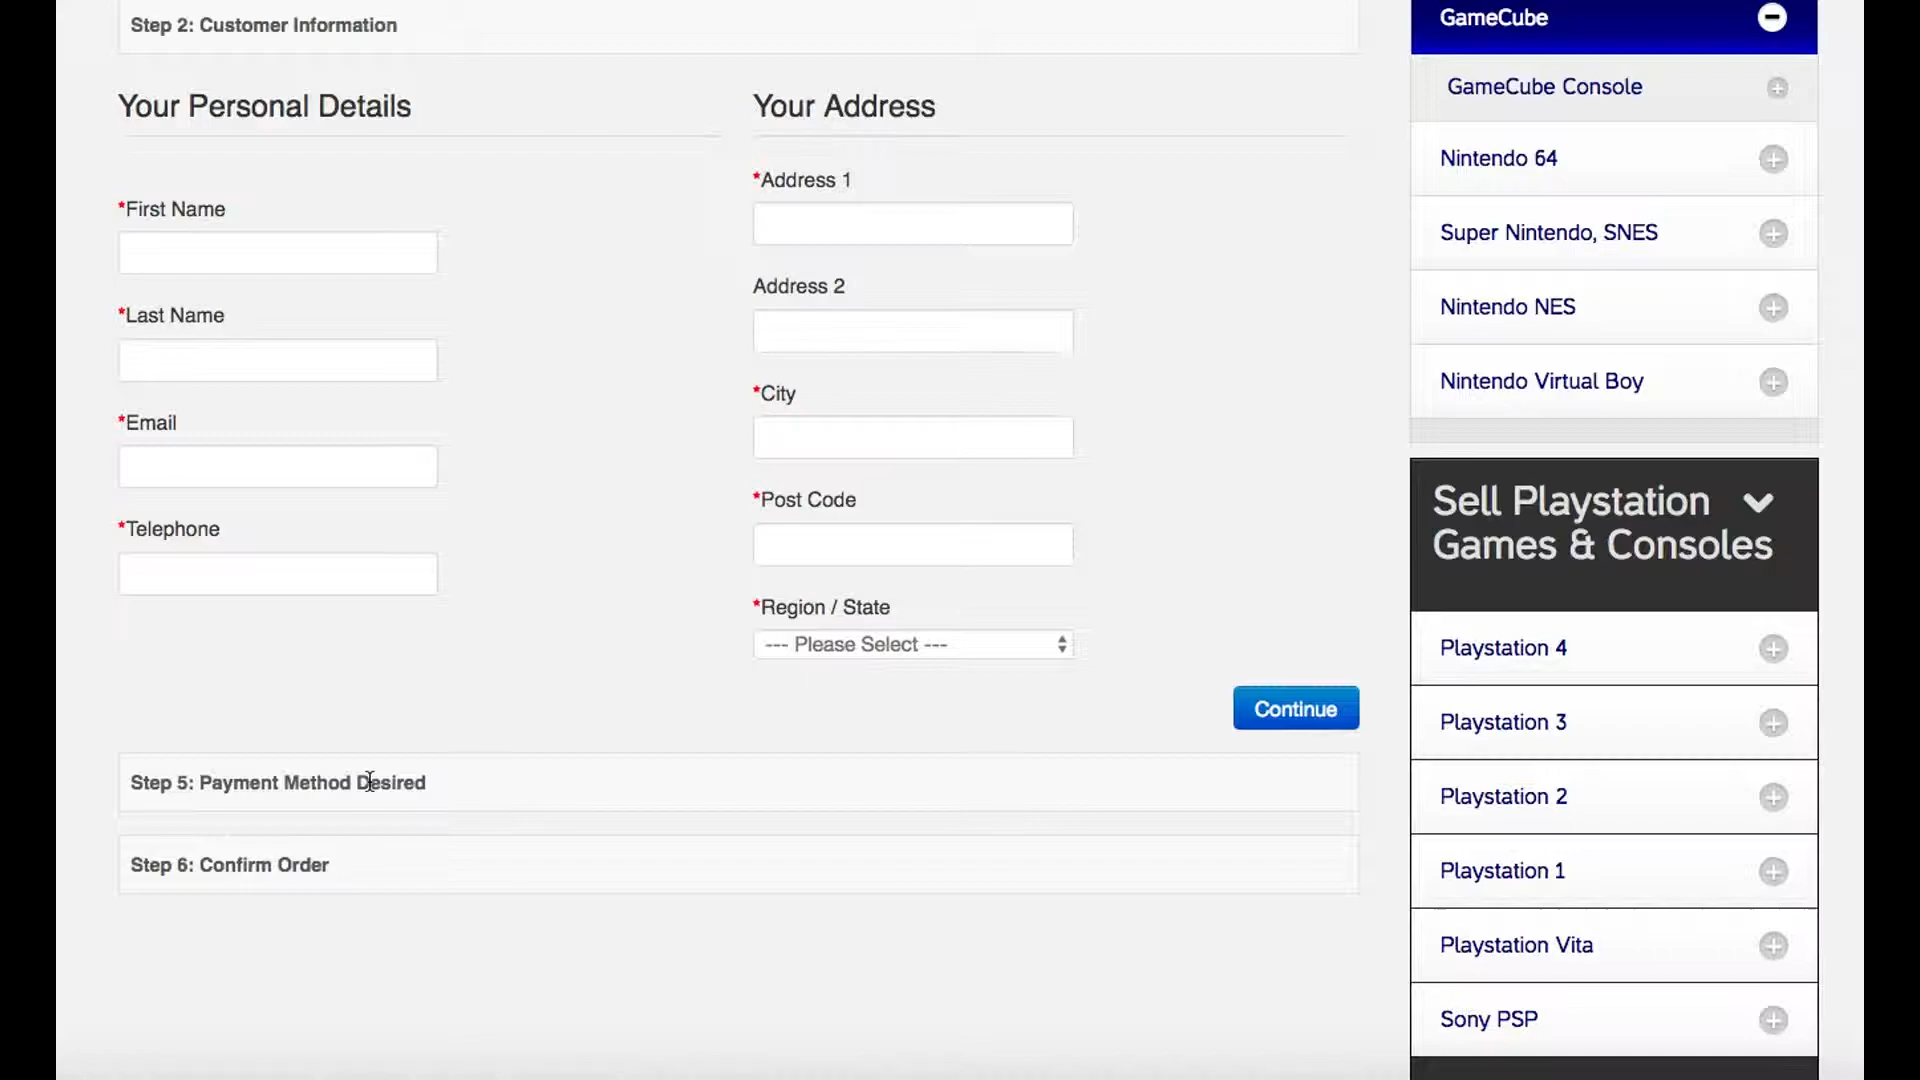 Step 2: Customer Information
Your Personal Details
*First Name
*Last Name
*Email
*Telephone
Your Address
*Address 1
Address 2
*City
*Post Code
*Region / State
--- Please Select ---
Continue
Step 5: Payment Method Desired
Step 6: Confirm Order
GameCube
GameCube Console
Nintendo 64
Super Nintendo, SNES
Nintendo NES
Nintendo Virtual Boy
Sell Playstation
Games & Consoles
Playstation 4
Playstation 3
Playstation 2
Playstation 1
Playstation Vita
Sony PSP